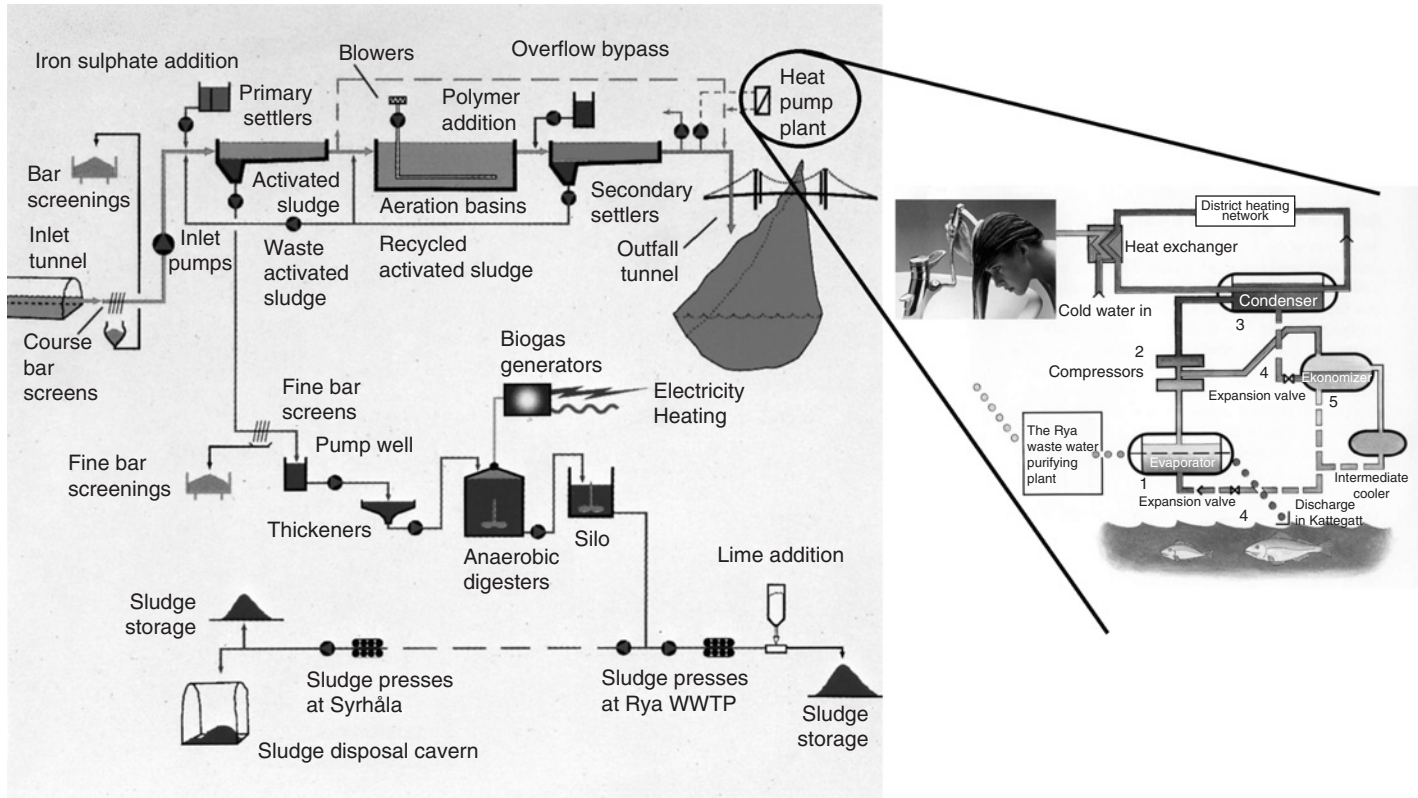 Iron sulphate addition
Blowers
Overflow bypass
Heat
pump
plant
Primary
settlers
Polymer
addition
Bar
screenings
Activated
sludge
Aeration basins
Secondary
settlers
Inlet
tunnel
Inlet
pumps
Waste
activated
sludge
Recycled
activated sludge
Outfall
tunnel
Course
bar
screens
Biogas
generators
Electricity
Heating
Fine bar
screens
Pump well
Fine bar
screenings
Thickeners
Anaerobic
digesters
Silo
Lime addition
Sludge
storage
Sludge presses
at Syrhåla
Sludge presses
at Rya WWTP
Sludge
storage
Sludge disposal cavern
District heating
network
Heat exchanger
Cold water in
Condenser
3
2
Compressors
4
Expansion valve
Ekonomizer
5
The Rya
waste water
purifying
plant
Evaporator
1
Expansion valve
4
Intermediate
cooler
Discharge
in Kattegatt